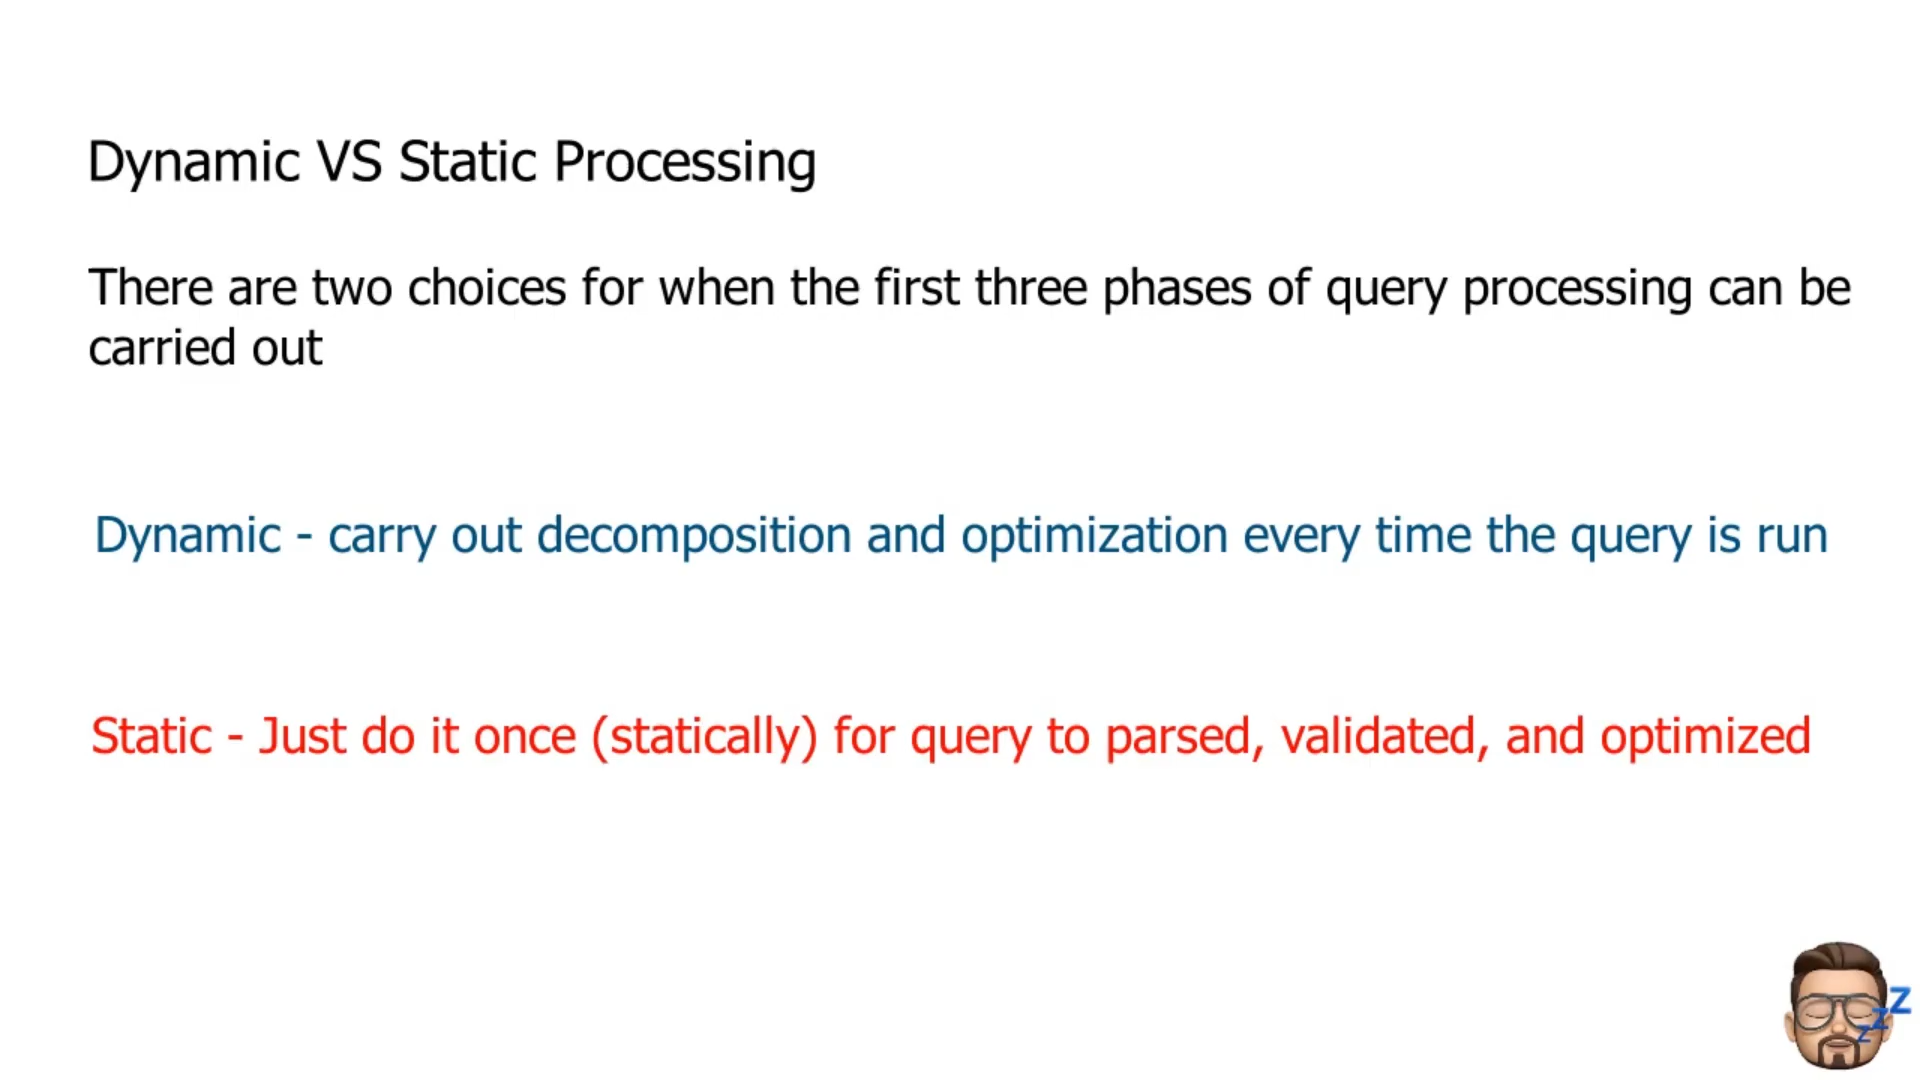 Dynamic VS Static Processing
There are two choices for when the first three phases of query processing can be
carried out
Dynamic - carry out decomposition and optimization every time the query is run
Static - Just do it once (statically) for query to parsed, validated, and optimized
z
z
z